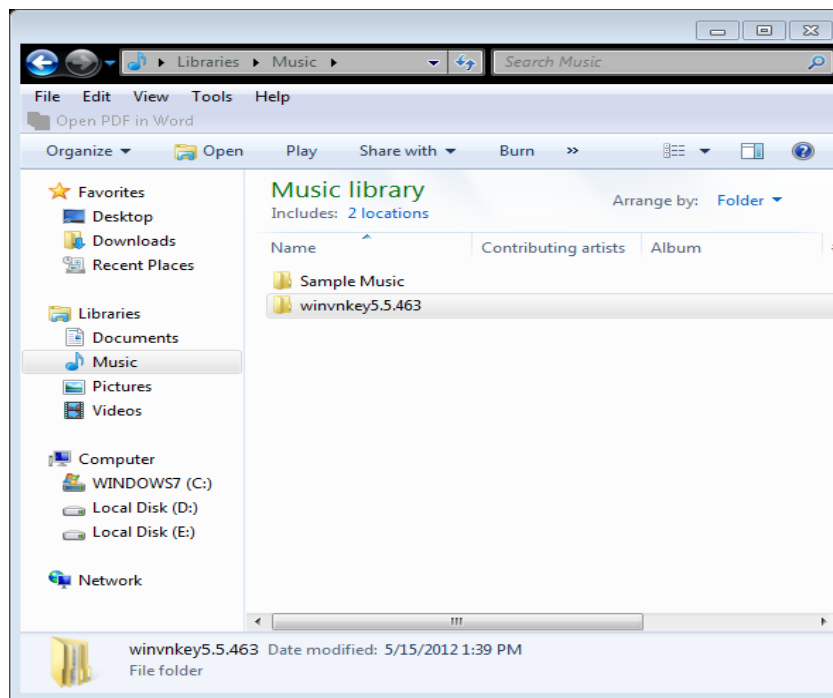 Libraries Music Search Music
File Edit View Tools Help
Open PDF in Word
Organize Open Play Share with Burn »
Favorites
Desktop
Downloads
Recent Places
Libraries
Documents
Music
Pictures
Videos
Computer
WINDOWS7 (C:)
Local Disk (D:)
Local Disk (E:)
Network
Music library
Includes: 2 locations
Arrange by: Folder
Name Contributing artists Album
Sample Music
winvnkey5.5.463
winvnkey5.5.463 Date modified: 5/15/2012 1:39 PM
File folder